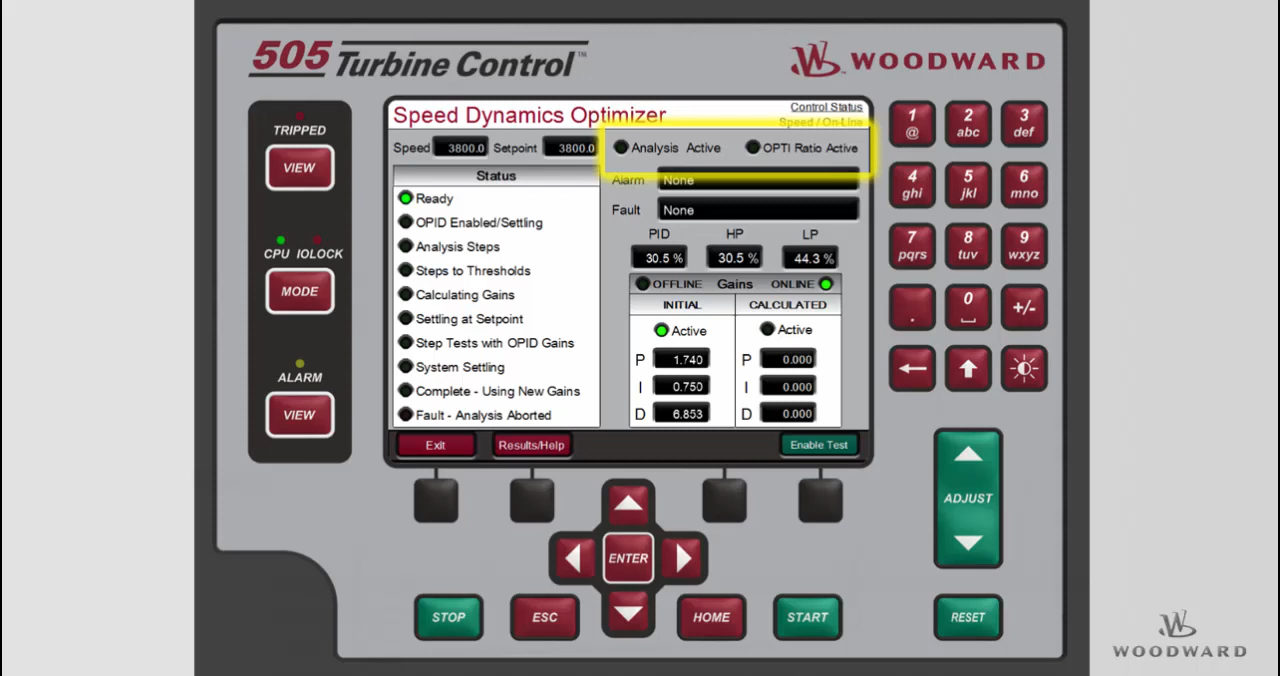 505 Turbine Control™
WOODWARD
TRIPPED
VIEW
CPU IOLOCK
MODE
ALARM
VIEW
Speed Dynamics Optimizer
Control Status
Speed / On-Line
Speed 3800.0 Setpoint 3800.0
Analysis Active OPTI Ratio Active
Alarm None
Fault None
Status
Ready
OPID Enabled/Settling
Analysis Steps
Steps to Thresholds
Calculating Gains
Settling at Setpoint
Step Tests with OPID Gains
System Settling
Complete - Using New Gains
Fault - Analysis Aborted
PID HP LP
30.5 % 30.5 % 44.3 %
OFFLINE Gains ONLINE
INITIAL CALCULATED
Active Active
P 1.740 P 0.000
I 0.750 I 0.000
D 6.853 D 0.000
Exit Results/Help Enable Test
1 2 3
@ abc def
4 5 6
ghi jkl mno
7 8 9
pqrs tuv wxyz
. 0 +/-
ADJUST
ENTER
STOP ESC HOME START RESET
WOODWARD